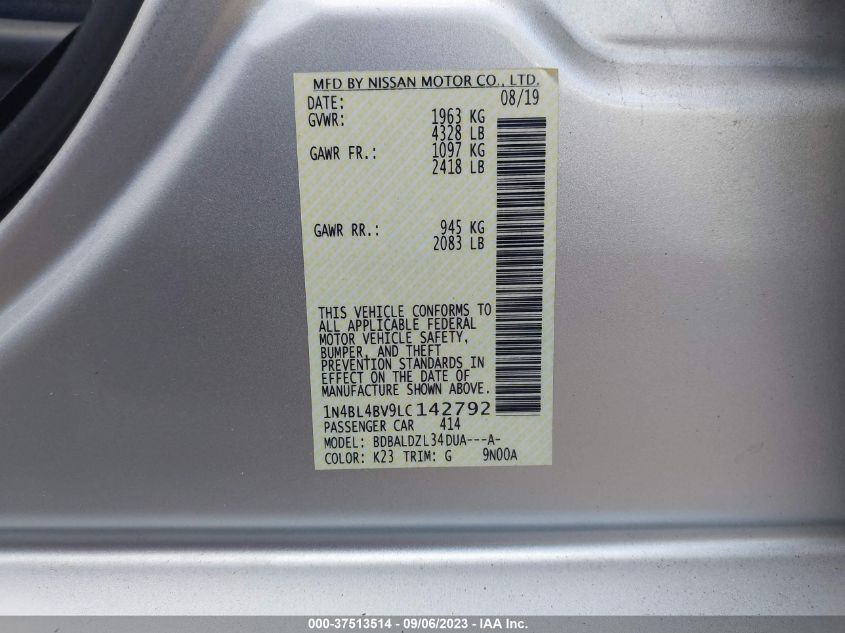 MFD BY NISSAN MOTOR CO., LTD.
DATE: 08/19
GVWR: 1963 KG
4328 LB
GAWR FR.: 1097 KG
2418 LB
GAWR RR.: 945 KG
2083 LB
THIS VEHICLE CONFORMS TO
ALL APPLICABLE FEDERAL
MOTOR VEHICLE SAFETY,
BUMPER, AND THEFT
PREVENTION STANDARDS IN
EFFECT ON THE DATE OF
MANUFACTURE SHOWN ABOVE.
1N4BL4BV9LC142792
PASSENGER CAR 414
MODEL: BDBALDZL34DUA---A-
COLOR: K23 TRIM: G 9N00A
000-37513514 - 09/06/2023 - IAA Inc.